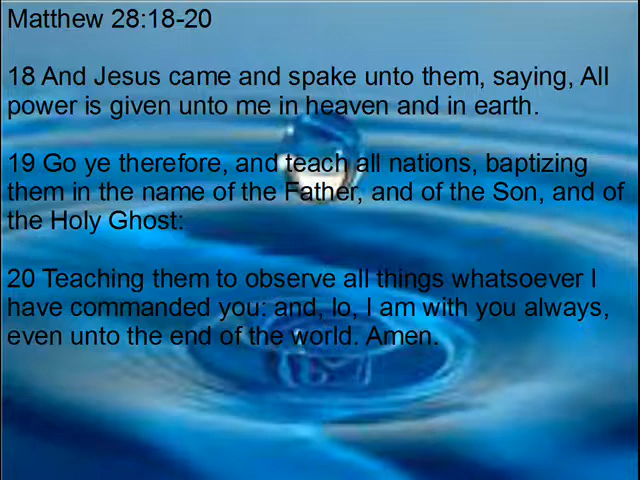 Matthew 28:18-20
18 And Jesus came and spake unto them, saying, All
power is given unto me in heaven and in earth.
19 Go ye therefore, and teach all nations, baptizing
them in the name of the Father, and of the Son, and of
the Holy Ghost:
20 Teaching them to observe all things whatsoever I
have commanded you: and, lo, I am with you always,
even unto the end of the world. Amen.